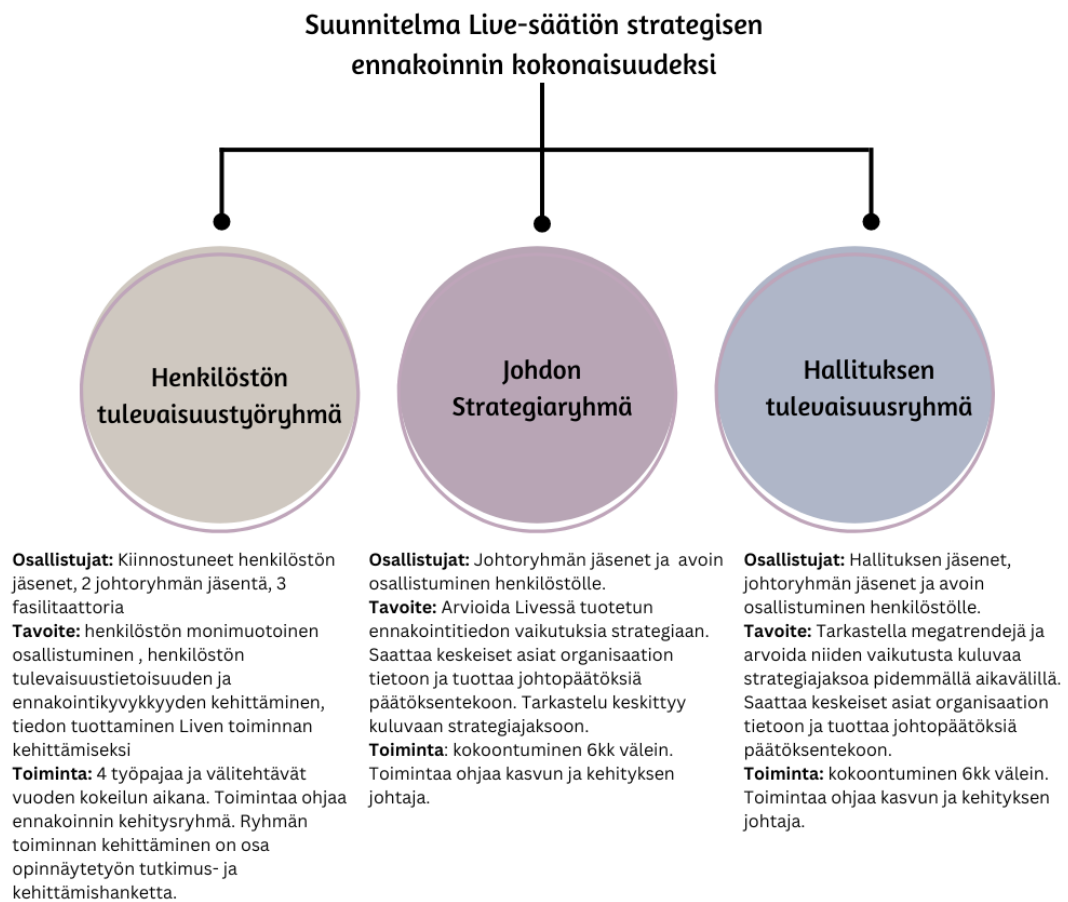 Suunnitelma Live-säätiön strategisen
ennakoinnin kokonaisuudeksi
Henkilöstön
tulevaisuustyöryhmä
Johdon
Strategiaryhmä
Hallituksen
tulevaisuusryhmä
Osallistujat: Kiinnostuneet henkilöstön
jäsenet, 2 johtoryhmän jäsentä, 3
fasilitaattoria
Tavoite: henkilöstön monimuotoinen
osallistuminen , henkilöstön
tulevaisuustietoisuuden ja
ennakointikyvykkyyden kehittäminen,
tiedon tuottaminen Liven toiminnan
kehittämiseksi
Toiminta: 4 työpajaa ja välitehtävät
vuoden kokeilun aikana. Toimintaa ohjaa
ennakoinnin kehitysryhmä. Ryhmän
toiminnan kehittäminen on osa
opinnäytetyön tutkimus- ja
kehittämishanketta.
Osallistujat: Johtoryhmän jäsenet ja  avoin
osallistuminen henkilöstölle.
Tavoite: Arvioida Livessä tuotetun
ennakointitiedon vaikutuksia strategiaan.
Saattaa keskeiset asiat organisaation
tietoon ja tuottaa johtopäätöksiä
päätöksentekoon. Tarkastelu keskittyy
kuluvaan strategiajaksoon.
Toiminta: kokoontuminen 6kk välein.
Toimintaa ohjaa kasvun ja kehityksen
johtaja.
Osallistujat: Hallituksen jäsenet,
johtoryhmän jäsenet ja avoin
osallistuminen henkilöstölle.
Tavoite: Tarkastella megatrendejä ja
arvoida niiden vaikutusta kuluvaa
strategiajaksoa pidemmällä aikavälillä.
Saattaa keskeiset asiat organisaation
tietoon ja tuottaa johtopäätöksiä
päätöksentekoon.
Toiminta: kokoontuminen 6kk välein.
Toimintaa ohjaa kasvun ja kehityksen
johtaja.